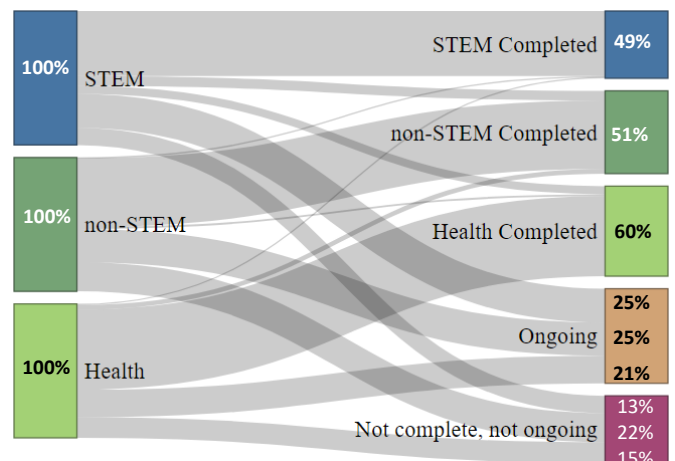 100%
STEM
100%
non-STEM
100%
Health
STEM Completed
49%
non-STEM Completed
51%
Health Completed
60%
Ongoing
25%
25%
21%
Not complete, not ongoing
13%
22%
15%